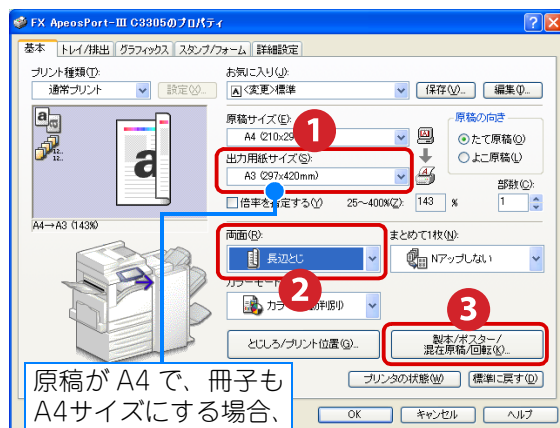 FX ApeosPort-III C3305のプロパティ
基本 トレイ/排出 グラフィックス スタンプ/フォーム 詳細設定
プリント種類(T):
通常プリント
設定(X)...
お気に入り(J):
<変更>標準
保存(V)...
編集(I)...
原稿サイズ(E):
A4 (210x29
1
原稿の向き
たて原稿(O)
よこ原稿(L)
出力用紙サイズ(S):
A3 (297x420mm)
倍率を指定する(Y) 25~400%(Z): 143 %
部数(C):
1
A4→A3 (143%)
両面(R):
長辺とじ
まとめて1枚(N):
Nアップしない
2
カラーモー
カラー 動判別)
3
とじしろ/プリント位置(G)...
製本/ポスター/
混在原稿/回転(K)...
プリンタの状態(W)
標準に戻す(D)
原稿が A4 で、冊子も
A4サイズにする場合、
OK キャンセル ヘルプ